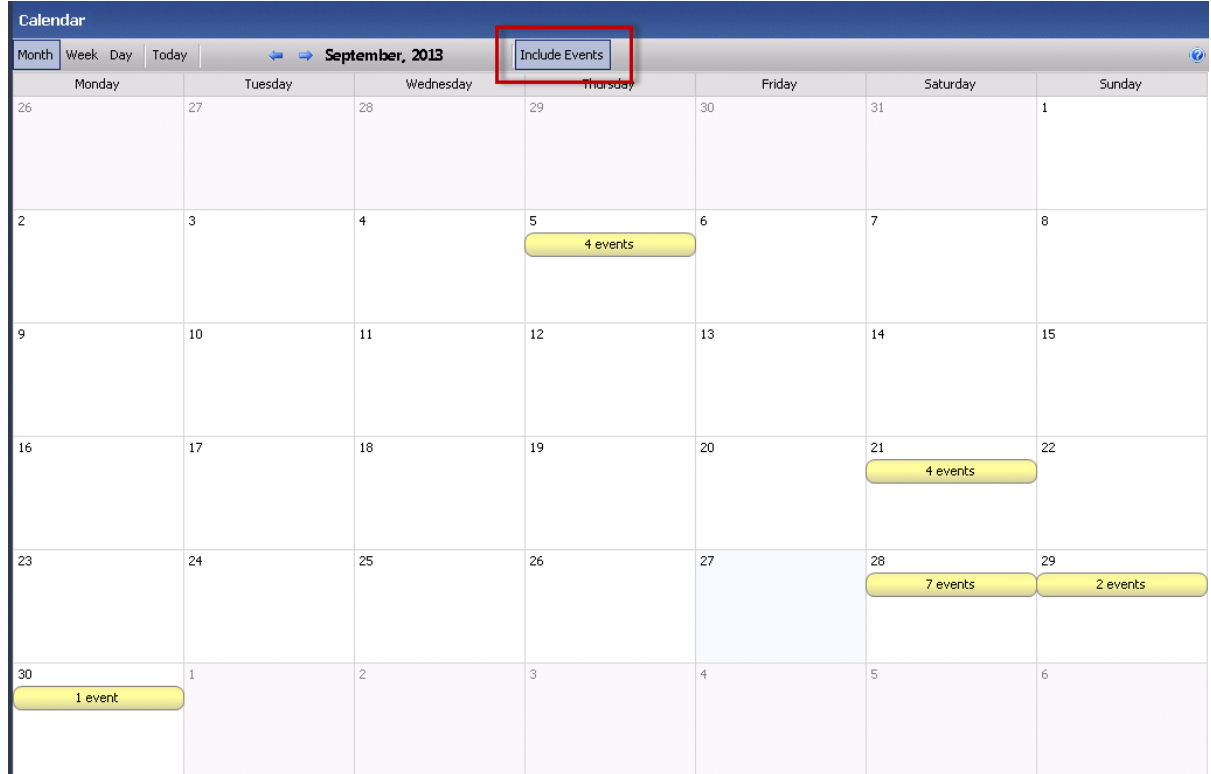 Calendar
Month Week Day Today September, 2013 Include Events
Monday Tuesday Wednesday Thursday Friday Saturday Sunday
26 27 28 29 30 31 1
2 3 4 5 6 7 8
4 events
9 10 11 12 13 14 15
16 17 18 19 20 21 22
4 events
23 24 25 26 27 28 29
7 events 2 events
30 1 2 3 4 5 6
1 event